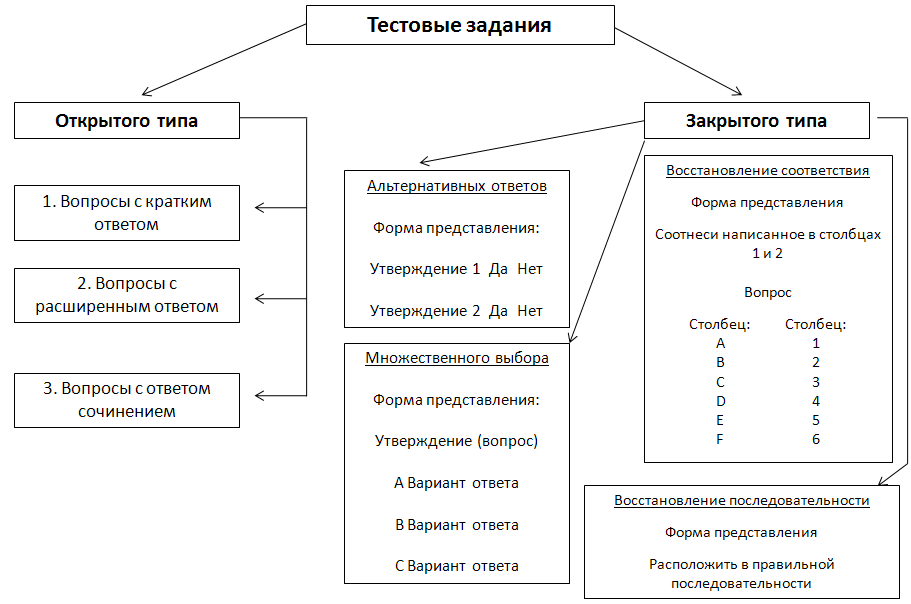 Тестовые задания
Открытого типа
1. Вопросы с кратким
ответом
2. Вопросы с
расширенным ответом
3. Вопросы с ответом
сочинением
Закрытого типа
Альтернативных ответов
Форма представления:
Утверждение 1 Да Нет
Утверждение 2 Да Нет
Множественного выбора
Форма представления:
Утверждение (вопрос)
А Вариант ответа
В Вариант ответа
С Вариант ответа
Восстановление соответствия
Форма представления
Соотнеси написанное в столбцах
1 и 2
Вопрос
Столбец: Столбец:
A 1
B 2
C 3
D 4
E 5
F 6
Восстановление последовательности
Форма представления
Расположить в правильной
последовательности